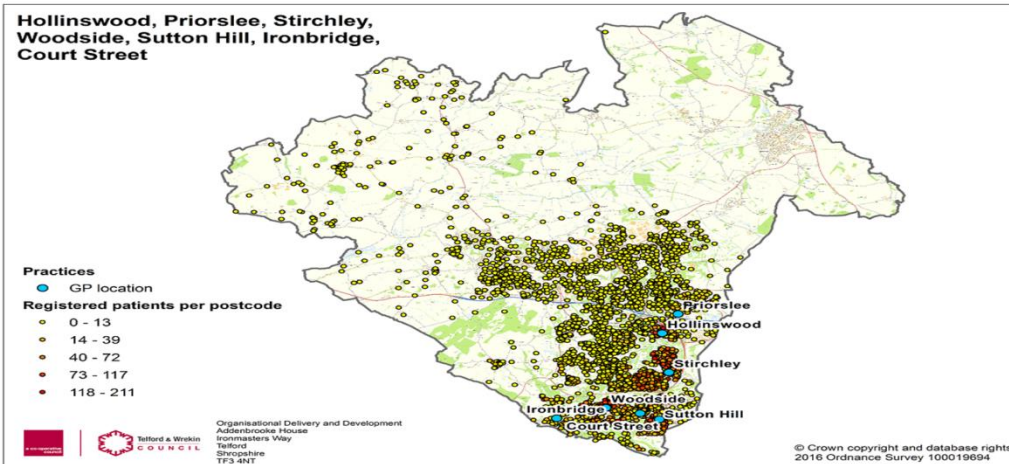 Hollinswood, Priorslee, Stirchley,
Woodside, Sutton Hill, Ironbridge,
Court Street
Priorslee
Hollinswood
Stirchley
Woodside
Ironbridge
Sutton Hill
Court Street
Practices
GP location
Registered patients per postcode
0 - 13
14 - 39
40 - 72
73 - 117
118 - 211
a co-operative
council
Telford & Wrekin
COUNCIL
Organisational Delivery and Development
Addenbrooke House
Ironmasters Way
Telford
Shropshire
TF3 4NT
© Crown copyright and database rights
2016 Ordnance Survey 100019694